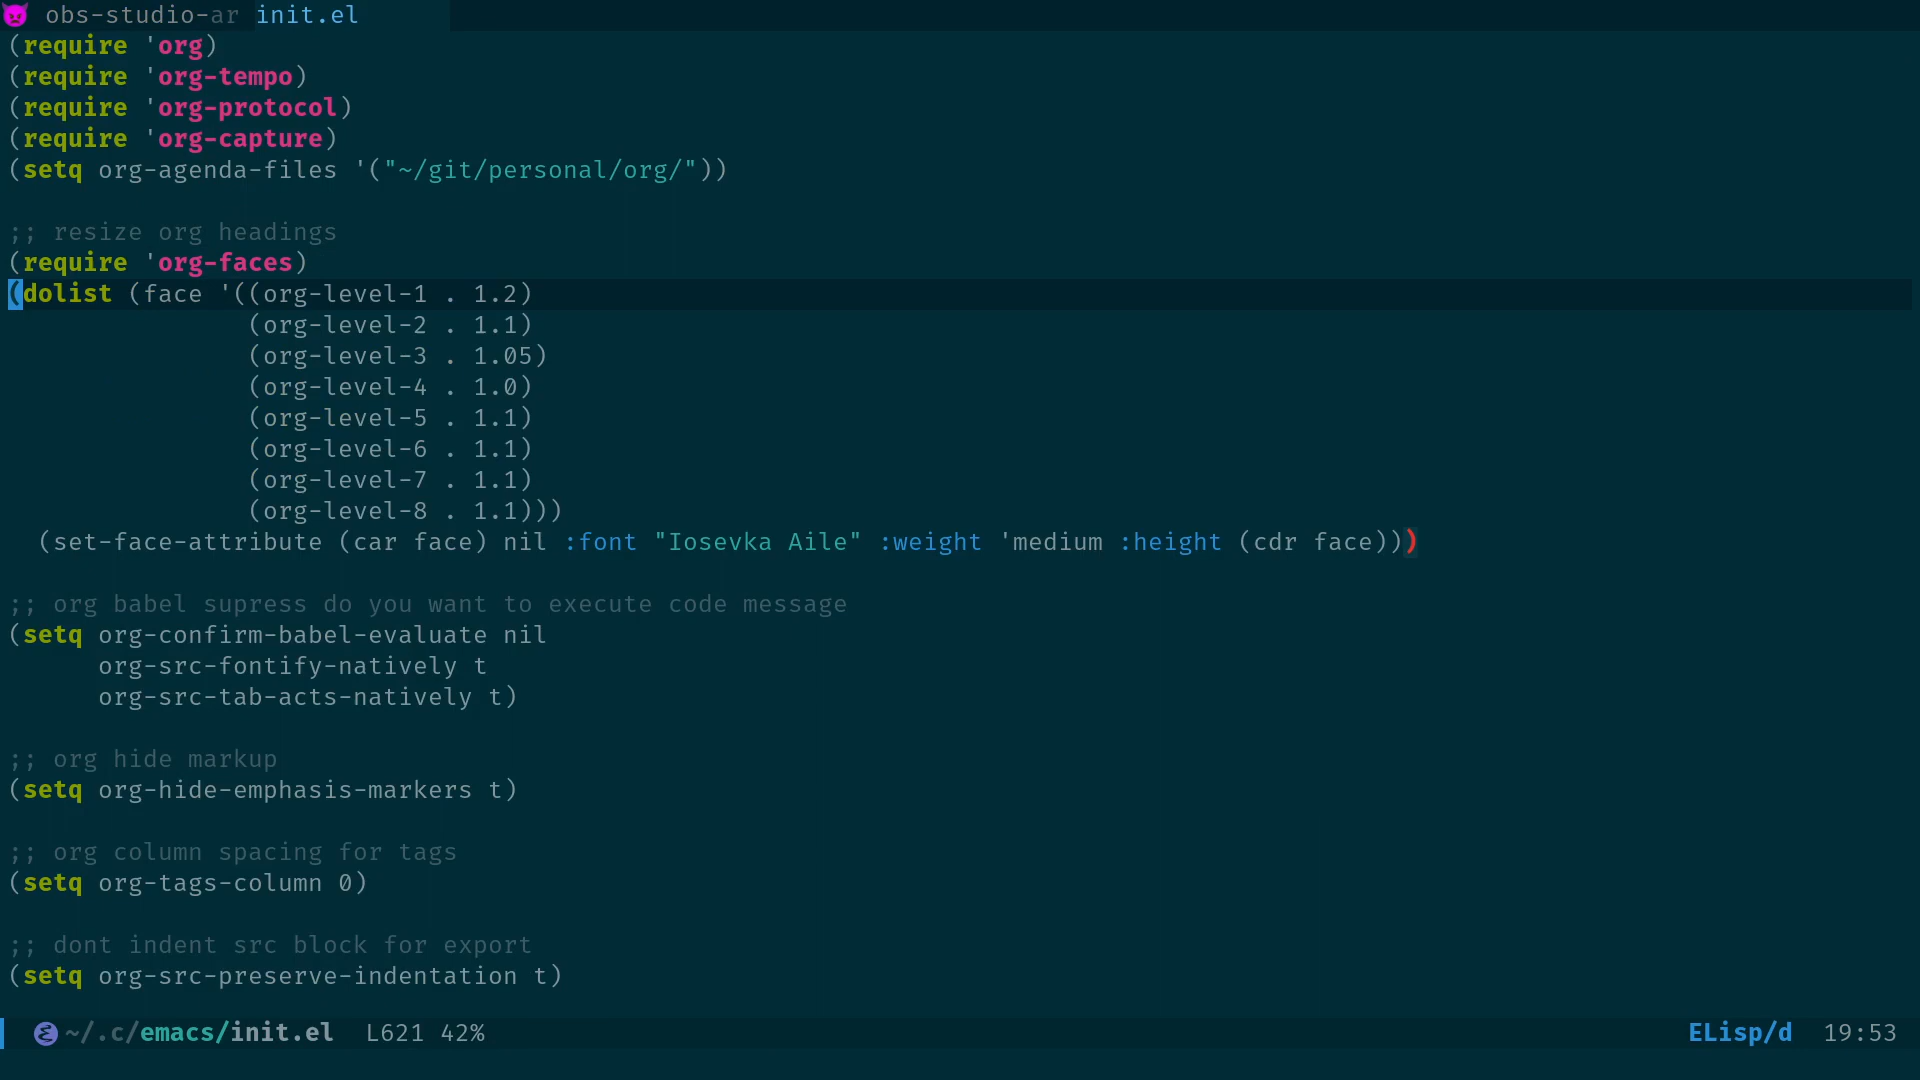 obs-studio-ar init.el
(require 'org)
(require 'org-tempo)
(require 'org-protocol)
(require 'org-capture)
(setq org-agenda-files '("~/git/personal/org/"))

;; resize org headings
(require 'org-faces)
(dolist (face '((org-level-1 . 1.2)
                (org-level-2 . 1.1)
                (org-level-3 . 1.05)
                (org-level-4 . 1.0)
                (org-level-5 . 1.1)
                (org-level-6 . 1.1)
                (org-level-7 . 1.1)
                (org-level-8 . 1.1)))
  (set-face-attribute (car face) nil :font "Iosevka Aile" :weight 'medium :height (cdr face)))

;; org babel supress do you want to execute code message
(setq org-confirm-babel-evaluate nil
      org-src-fontify-natively t
      org-src-tab-acts-natively t)

;; org hide markup
(setq org-hide-emphasis-markers t)

;; org column spacing for tags
(setq org-tags-column 0)

;; dont indent src block for export
(setq org-src-preserve-indentation t)

~/.c/emacs/init.el  L621 42%  ELisp/d  19:53